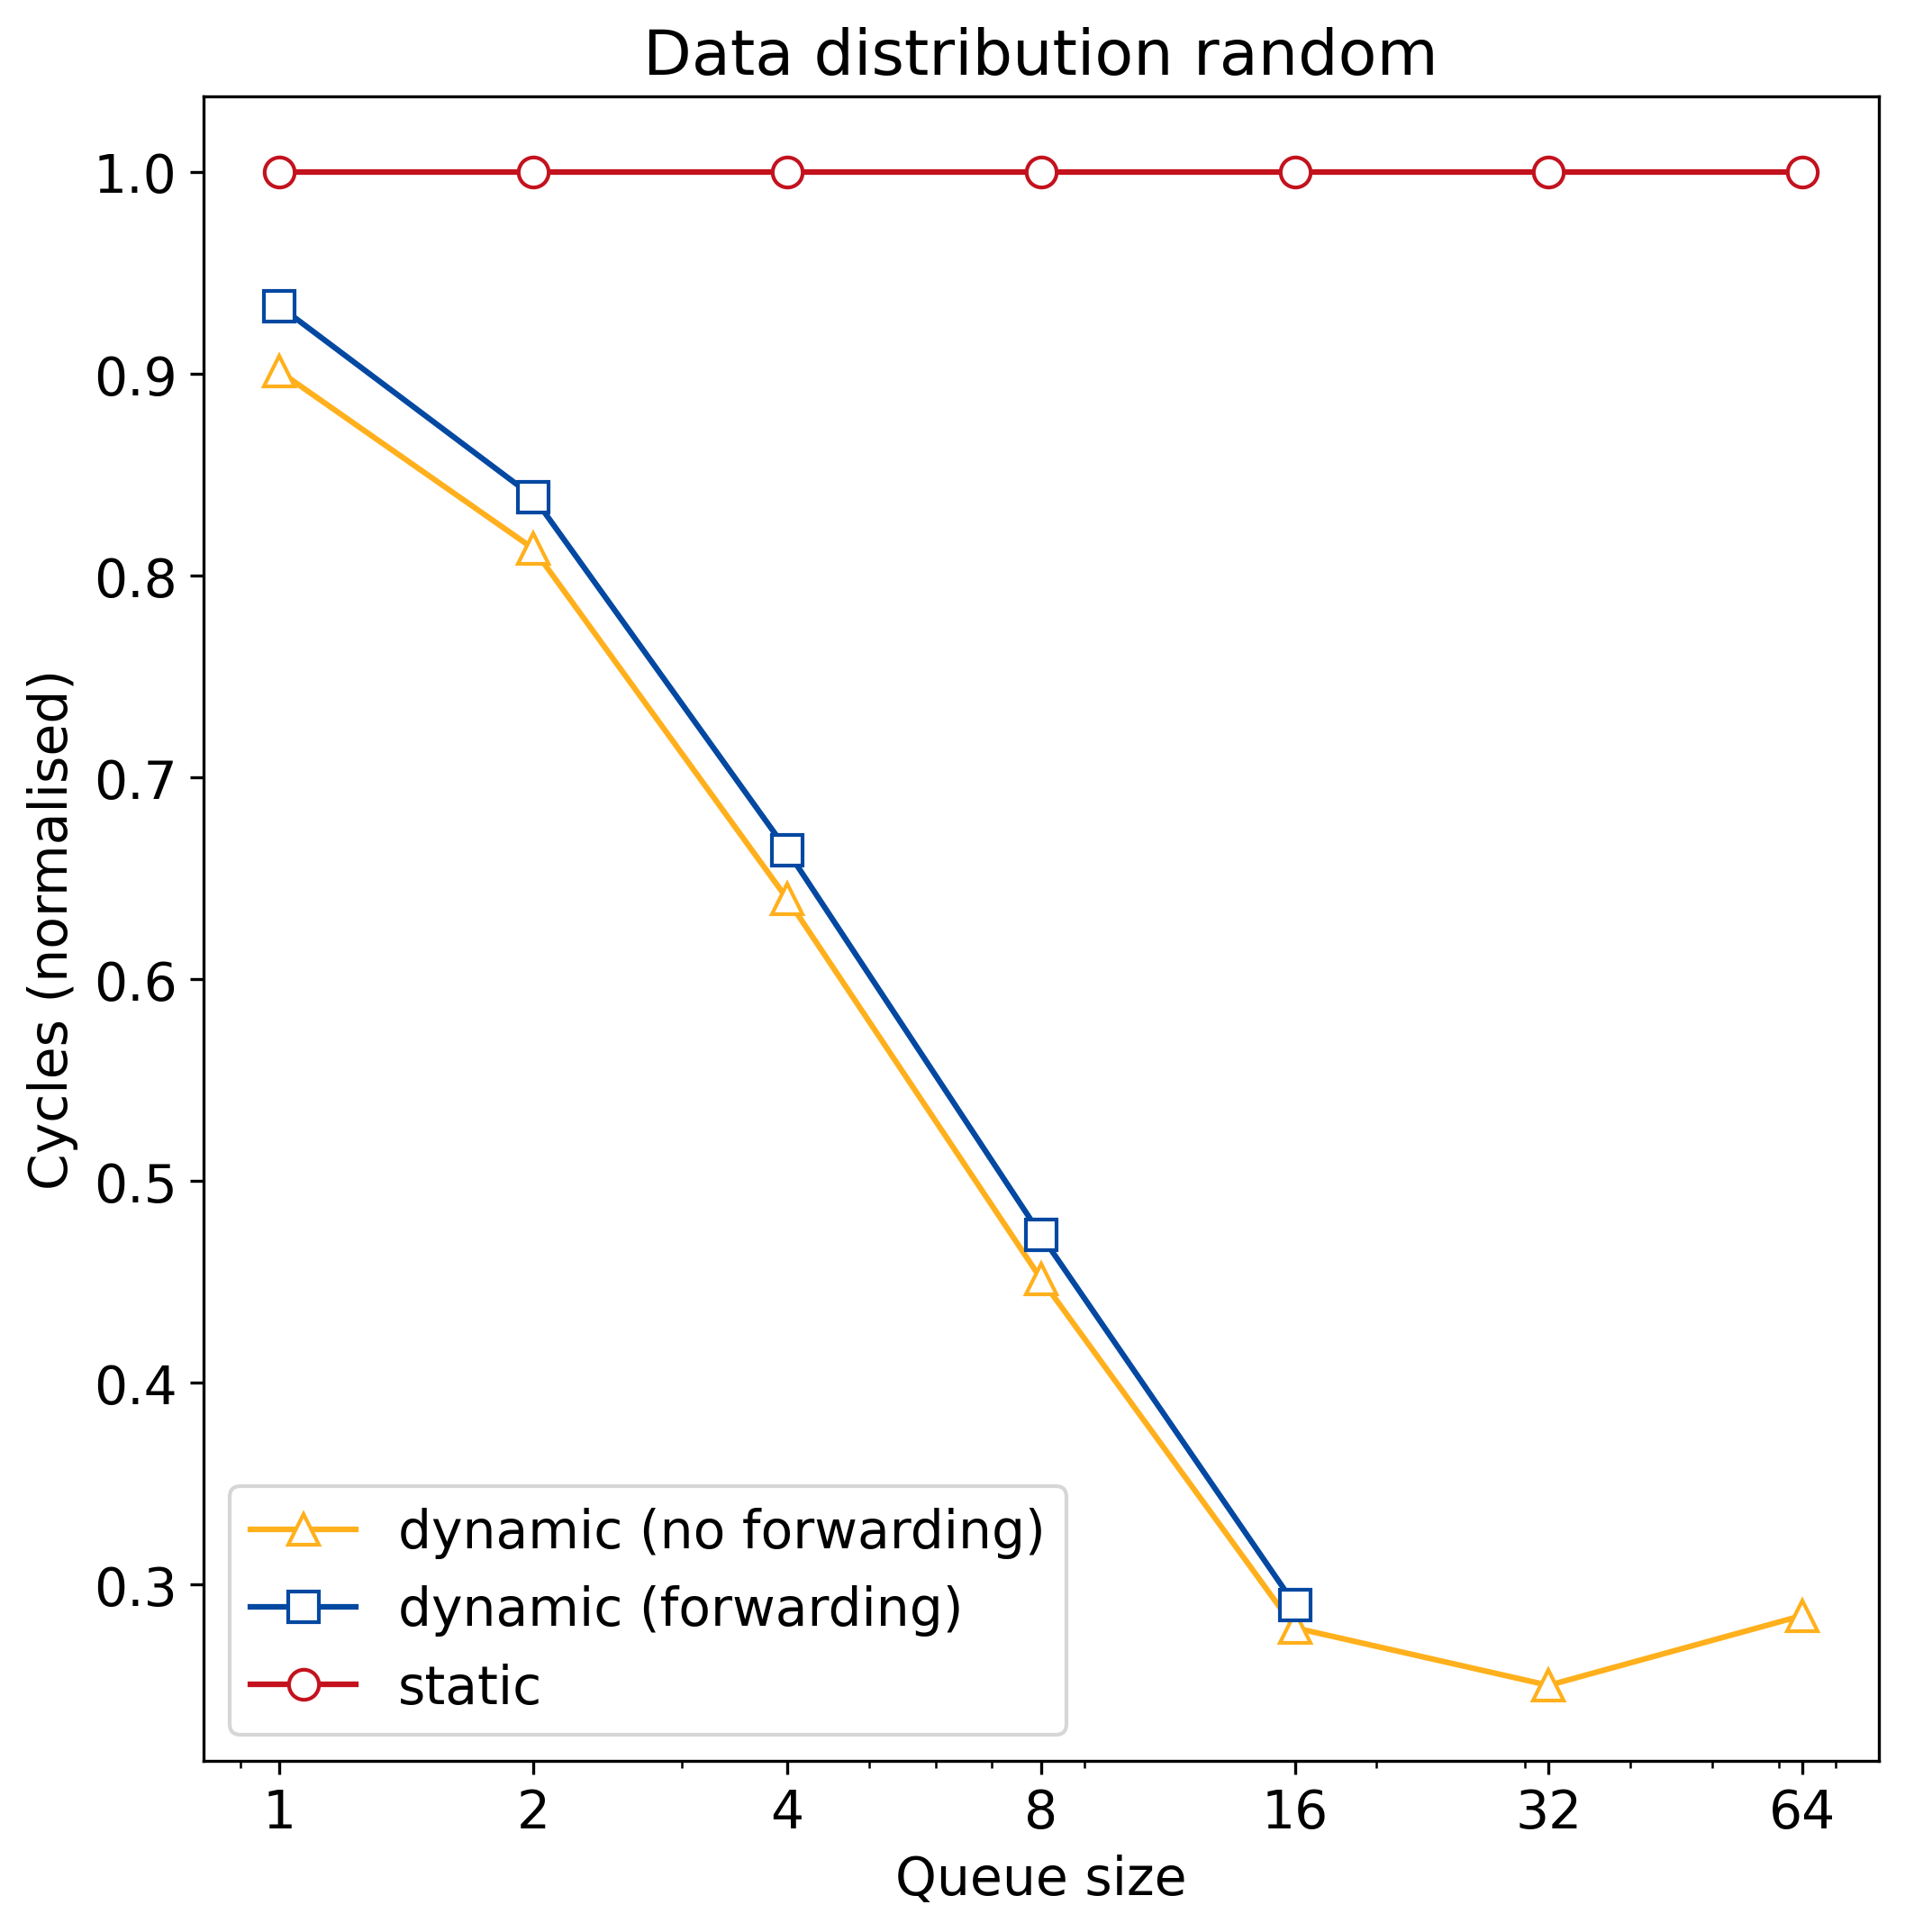 Data distribution random
Cycles (normalised)
1.0
0.9
0.8
0.7
0.6
0.5
0.4
0.3
dynamic (no forwarding)
dynamic (forwarding)
static
1 2 4 8 16 32 64
Queue size